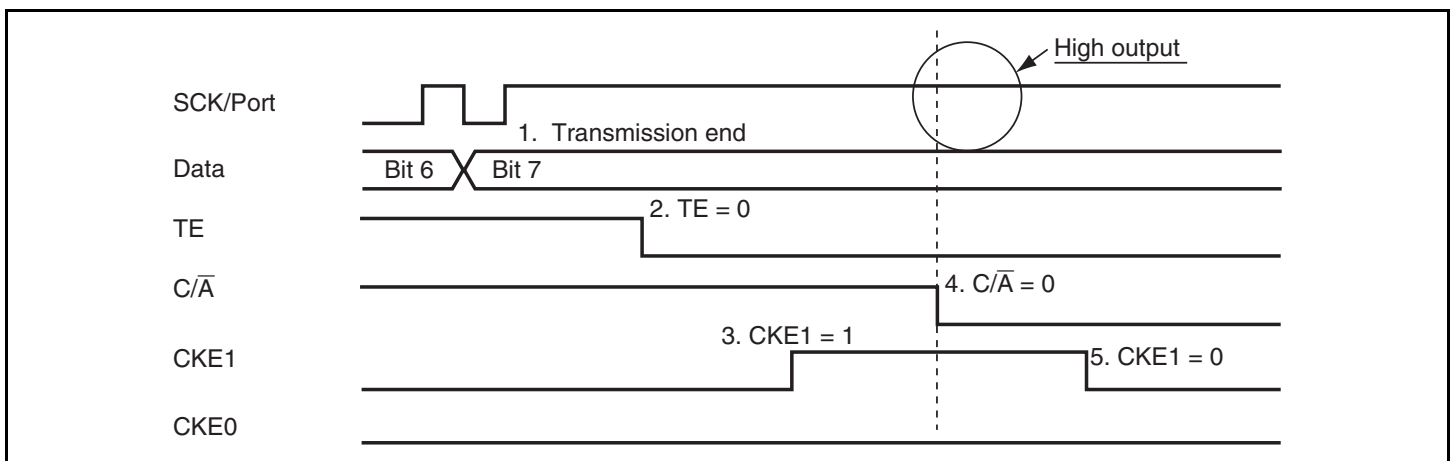 High output
SCK/Port
1. Transmission end
Data
Bit 6
Bit 7
2. TE = 0
TE
C/A̅
4. C/A̅ = 0
3. CKE1 = 1
CKE1
5. CKE1 = 0
CKE0